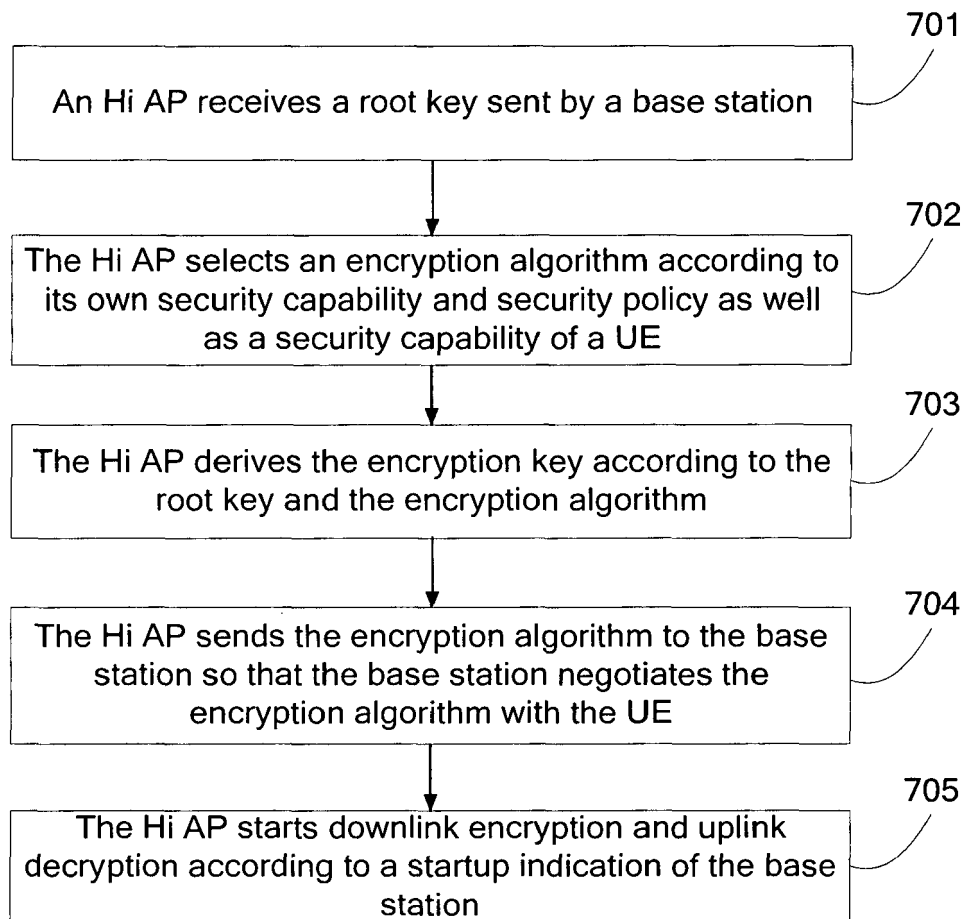 701
An Hi AP receives a root key sent by a base station
702
The Hi AP selects an encryption algorithm according to
its own security capability and security policy as well
as a security capability of a UE
703
The Hi AP derives the encryption key according to the
root key and the encryption algorithm
704
The Hi AP sends the encryption algorithm to the base
station so that the base station negotiates the
encryption algorithm with the UE
705
The Hi AP starts downlink encryption and uplink
decryption according to a startup indication of the base
station